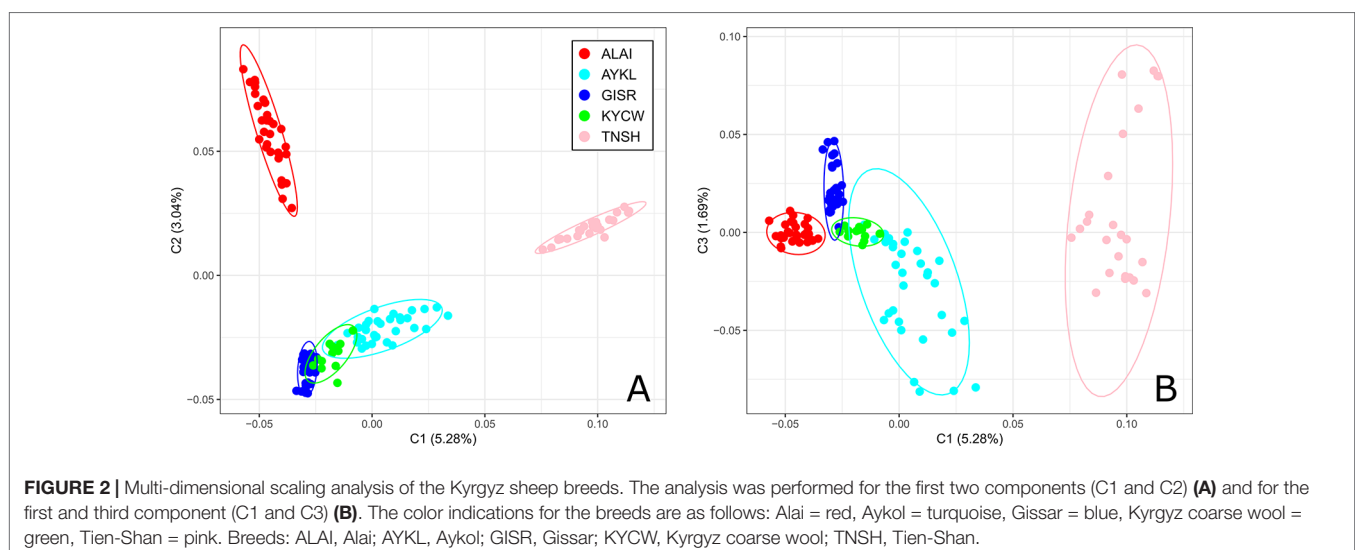 ALAI
AYKL
GISR
KYCW
TNSH
0.05
0.00
−0.05
C2 (3.04%)
−0.05
0.00
0.05
0.10
C1 (5.28%)
A
0.10
0.05
0.00
−0.05
C3 (1.69%)
−0.05
0.00
0.05
0.10
C1 (5.28%)
B
FIGURE 2 | Multi-dimensional scaling analysis of the Kyrgyz sheep breeds. The analysis was performed for the first two components (C1 and C2) (A) and for the
first and third component (C1 and C3) (B). The color indications for the breeds are as follows: Alai = red, Aykol = turquoise, Gissar = blue, Kyrgyz coarse wool =
green, Tien-Shan = pink. Breeds: ALAI, Alai; AYKL, Aykol; GISR, Gissar; KYCW, Kyrgyz coarse wool; TNSH, Tien-Shan.